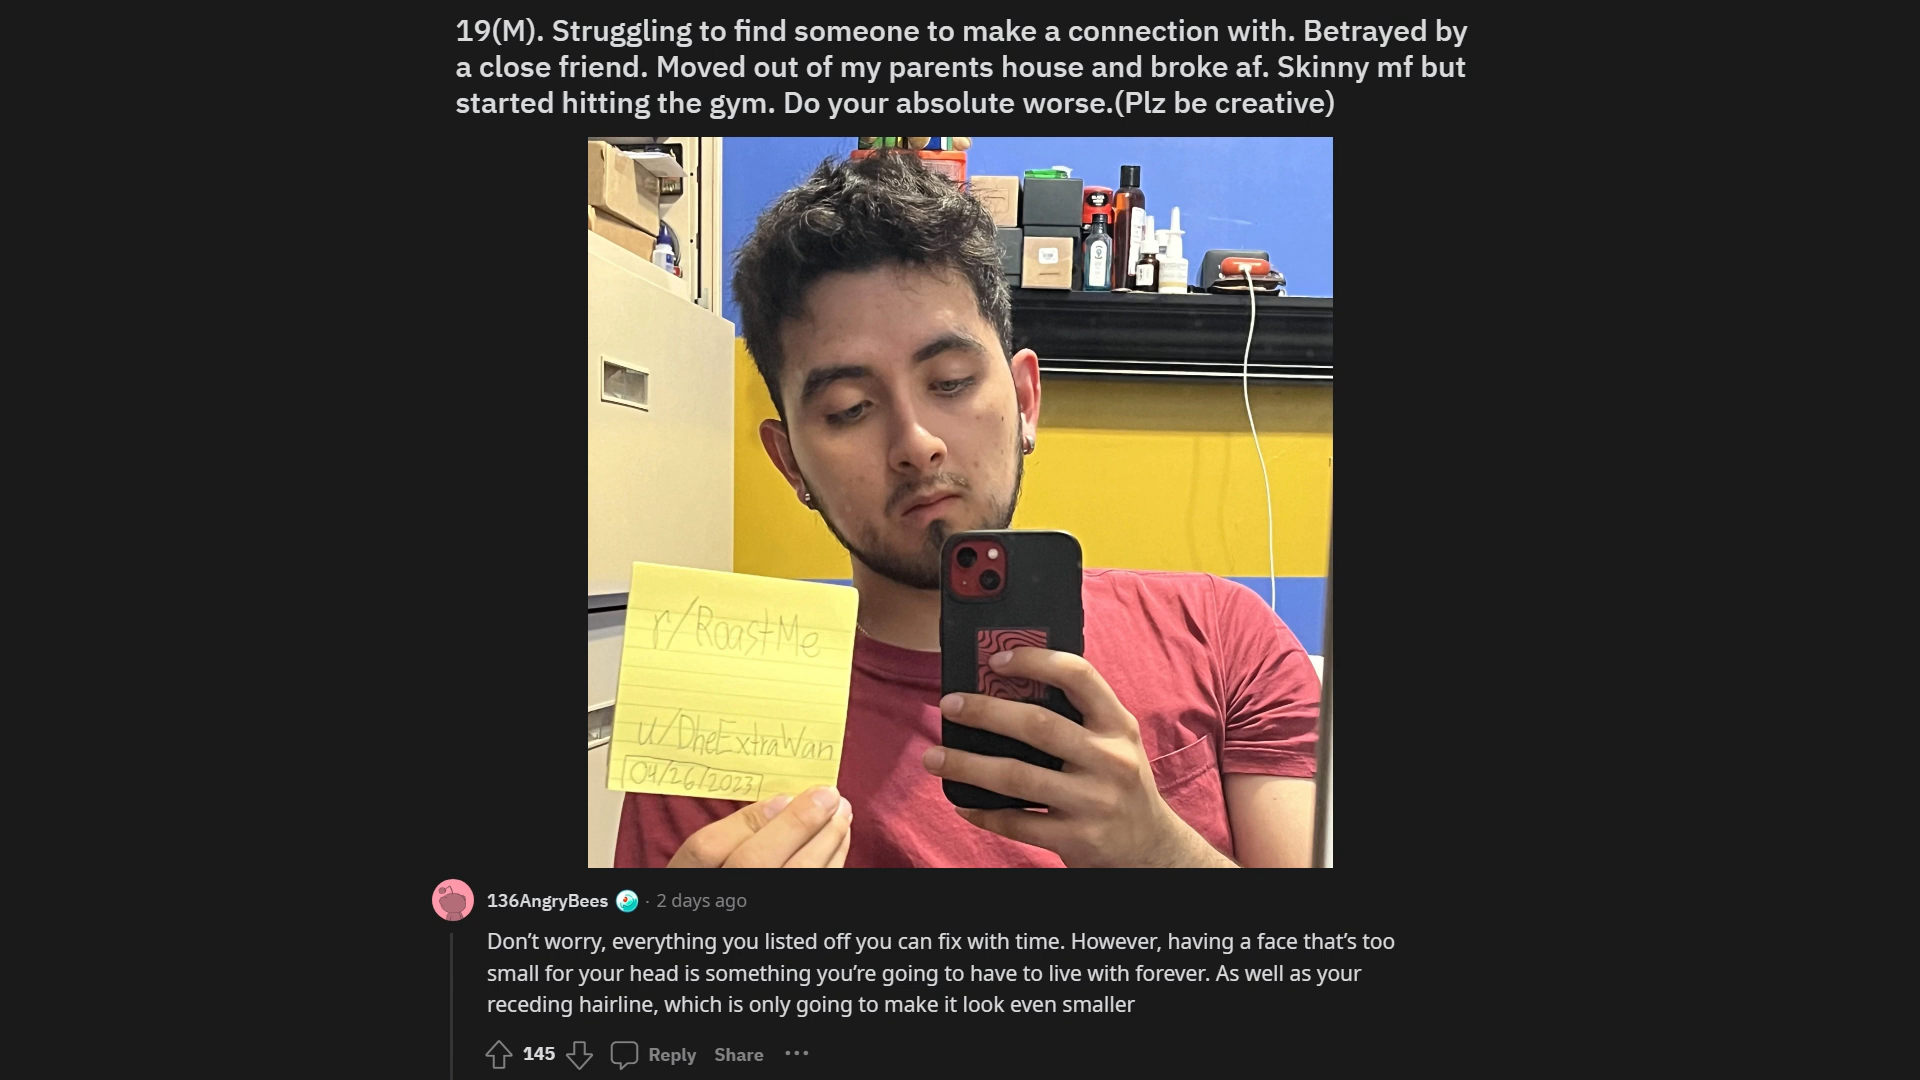 19(M). Struggling to find someone to make a connection with. Betrayed by
a close friend. Moved out of my parents house and broke af. Skinny mf but
started hitting the gym. Do your absolute worse.(Plz be creative)
r/RoastMe
u/DheExtraWan
04/26/2023
136AngryBees · 2 days ago
Don’t worry, everything you listed off you can fix with time. However, having a face that’s too
small for your head is something you’re going to have to live with forever. As well as your
receding hairline, which is only going to make it look even smaller
145 Reply Share